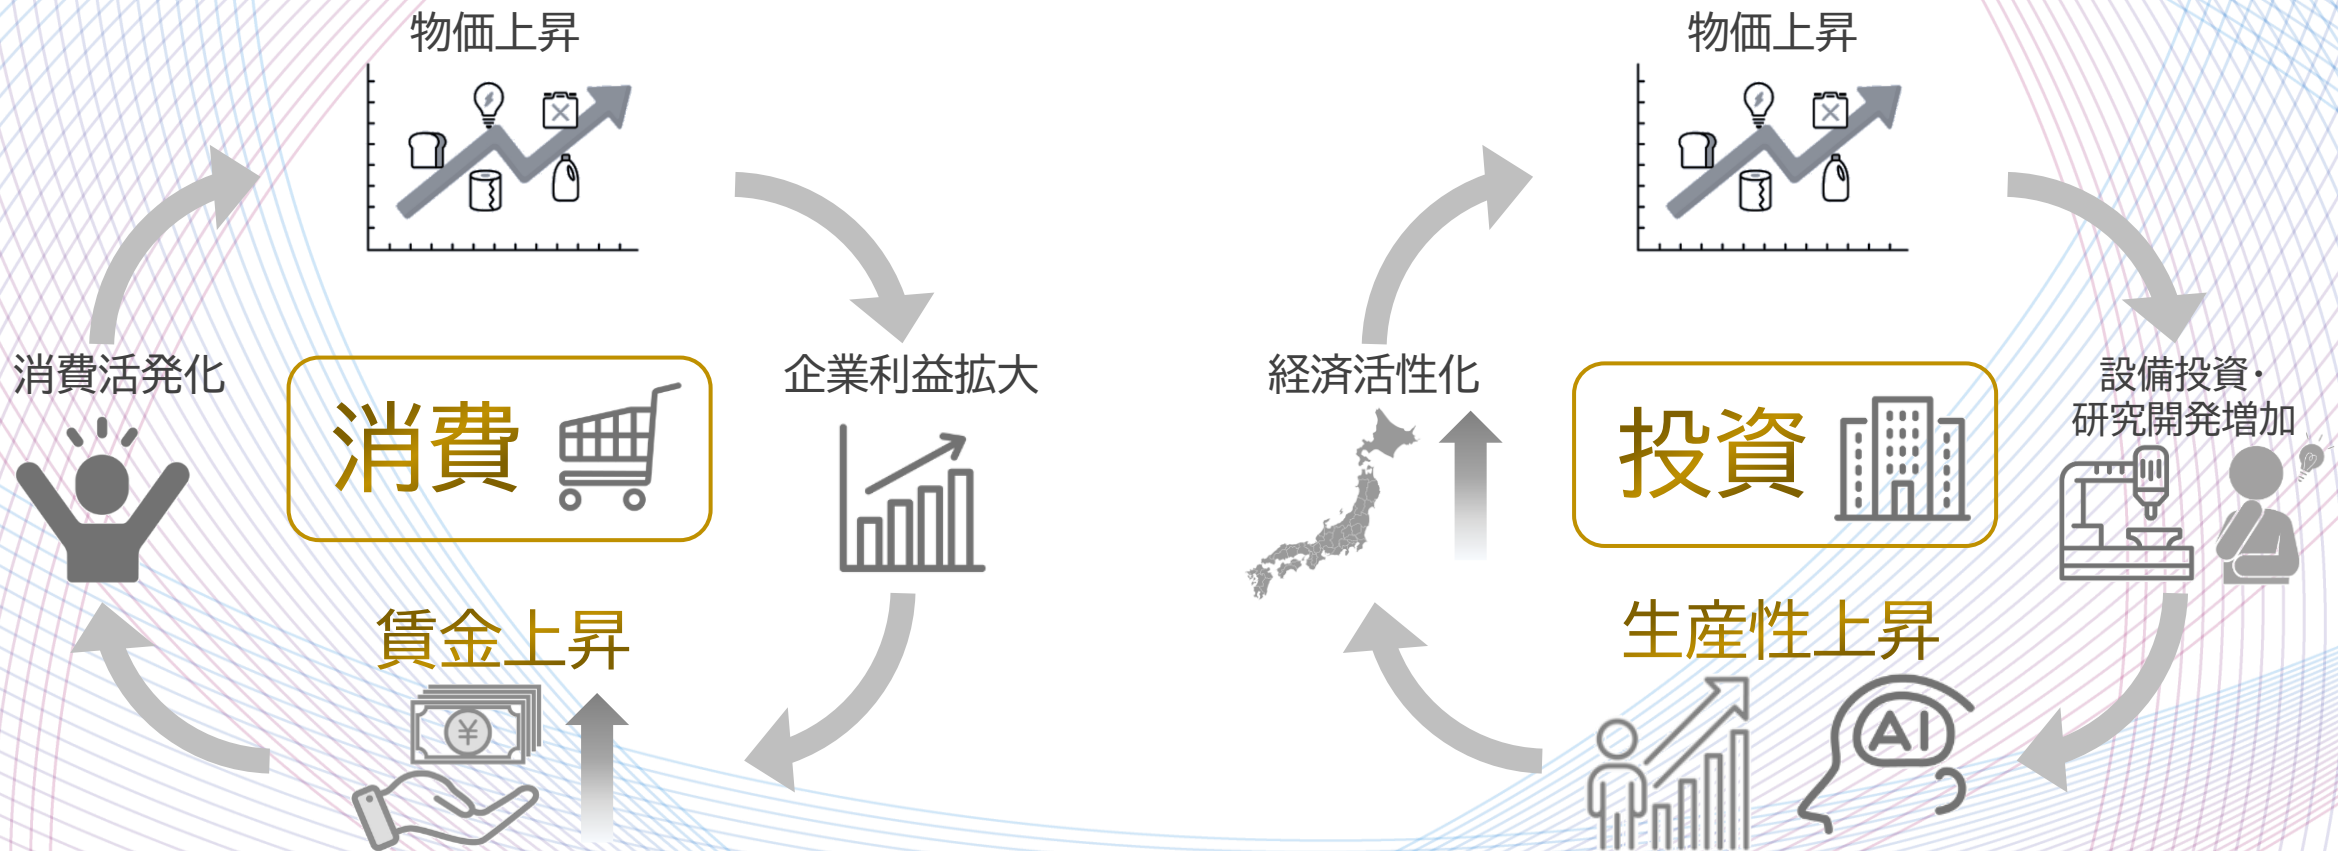 物価上昇
消費活発化
消費
企業利益拡大
賃金上昇
¥
物価上昇
経済活性化
投資
設備投資・
研究開発増加
生産性上昇
AI